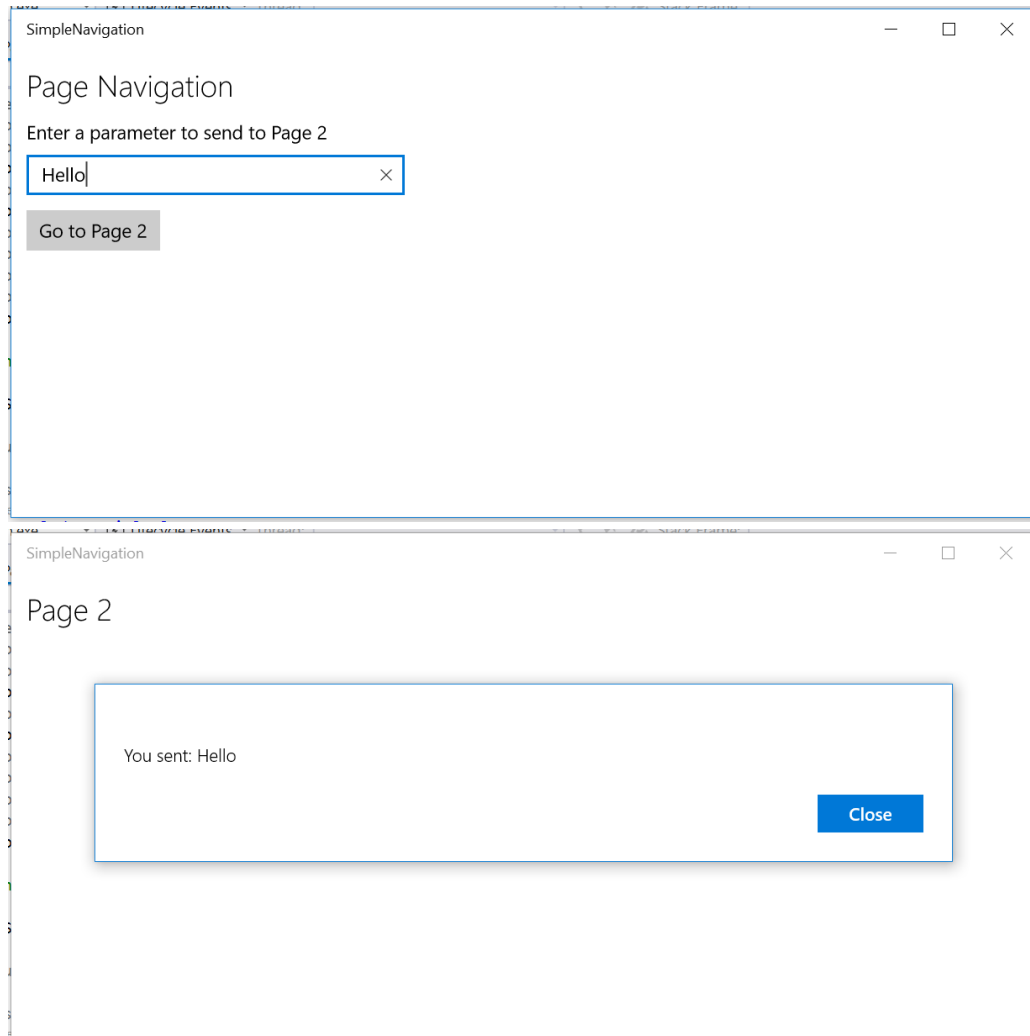 SimpleNavigation
Page Navigation
Enter a parameter to send to Page 2
Hello
Go to Page 2
SimpleNavigation
Page 2
You sent: Hello
Close